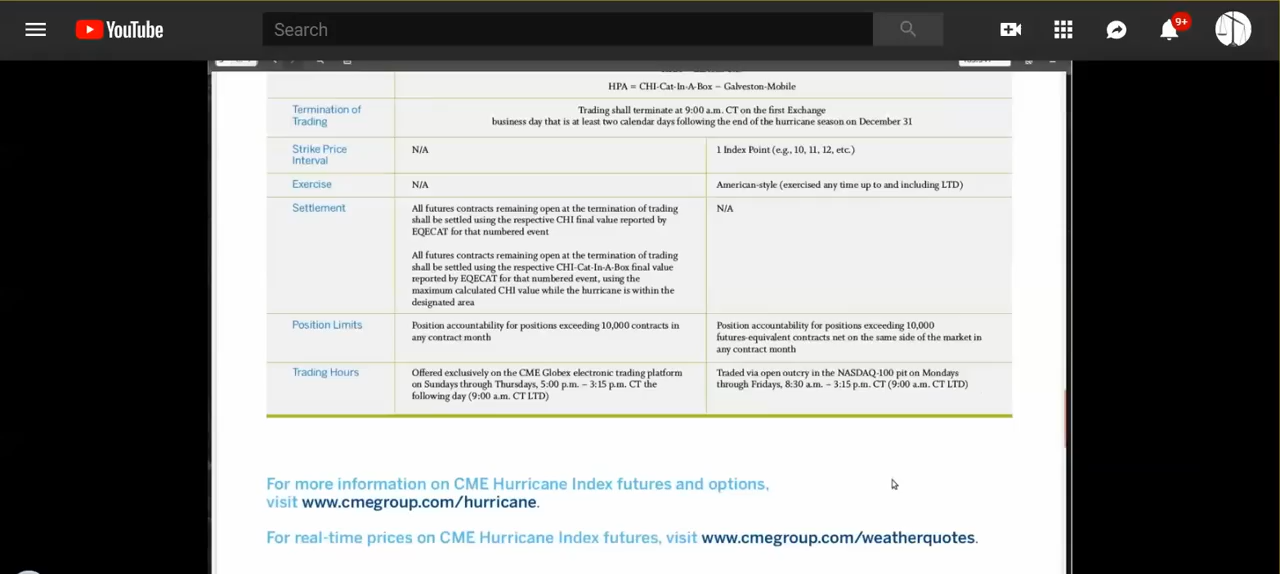 YouTube
Search
9+
HPA = CHI-Cat-In-A-Box – Galveston-Mobile
Termination of
Trading
Trading shall terminate at 9:00 a.m. CT on the first Exchange
business day that is at least two calendar days following the end of the hurricane season on December 31
Strike Price
Interval
N/A
1 Index Point (e.g., 10, 11, 12, etc.)
Exercise
N/A
American-style (exercised any time up to and including LTD)
Settlement
All futures contracts remaining open at the termination of trading
shall be settled using the respective CHI final value reported by
EQECAT for that numbered event
All futures contracts remaining open at the termination of trading
shall be settled using the respective CHI-Cat-In-A-Box final value
reported by EQECAT for that numbered event, using the
maximum calculated CHI value while the hurricane is within the
designated area
N/A
Position Limits
Position accountability for positions exceeding 10,000 contracts in
any contract month
Position accountability for positions exceeding 10,000
futures-equivalent contracts net on the same side of the market in
any contract month
Trading Hours
Offered exclusively on the CME Globex electronic trading platform
on Sundays through Thursdays, 5:00 p.m. – 3:15 p.m. CT the
following day (9:00 a.m. CT LTD)
Traded via open outcry in the NASDAQ-100 pit on Mondays
through Fridays, 8:30 a.m. – 3:15 p.m. CT (9:00 a.m. CT LTD)
For more information on CME Hurricane Index futures and options,
visit www.cmegroup.com/hurricane.
For real-time prices on CME Hurricane Index futures, visit www.cmegroup.com/weatherquotes.